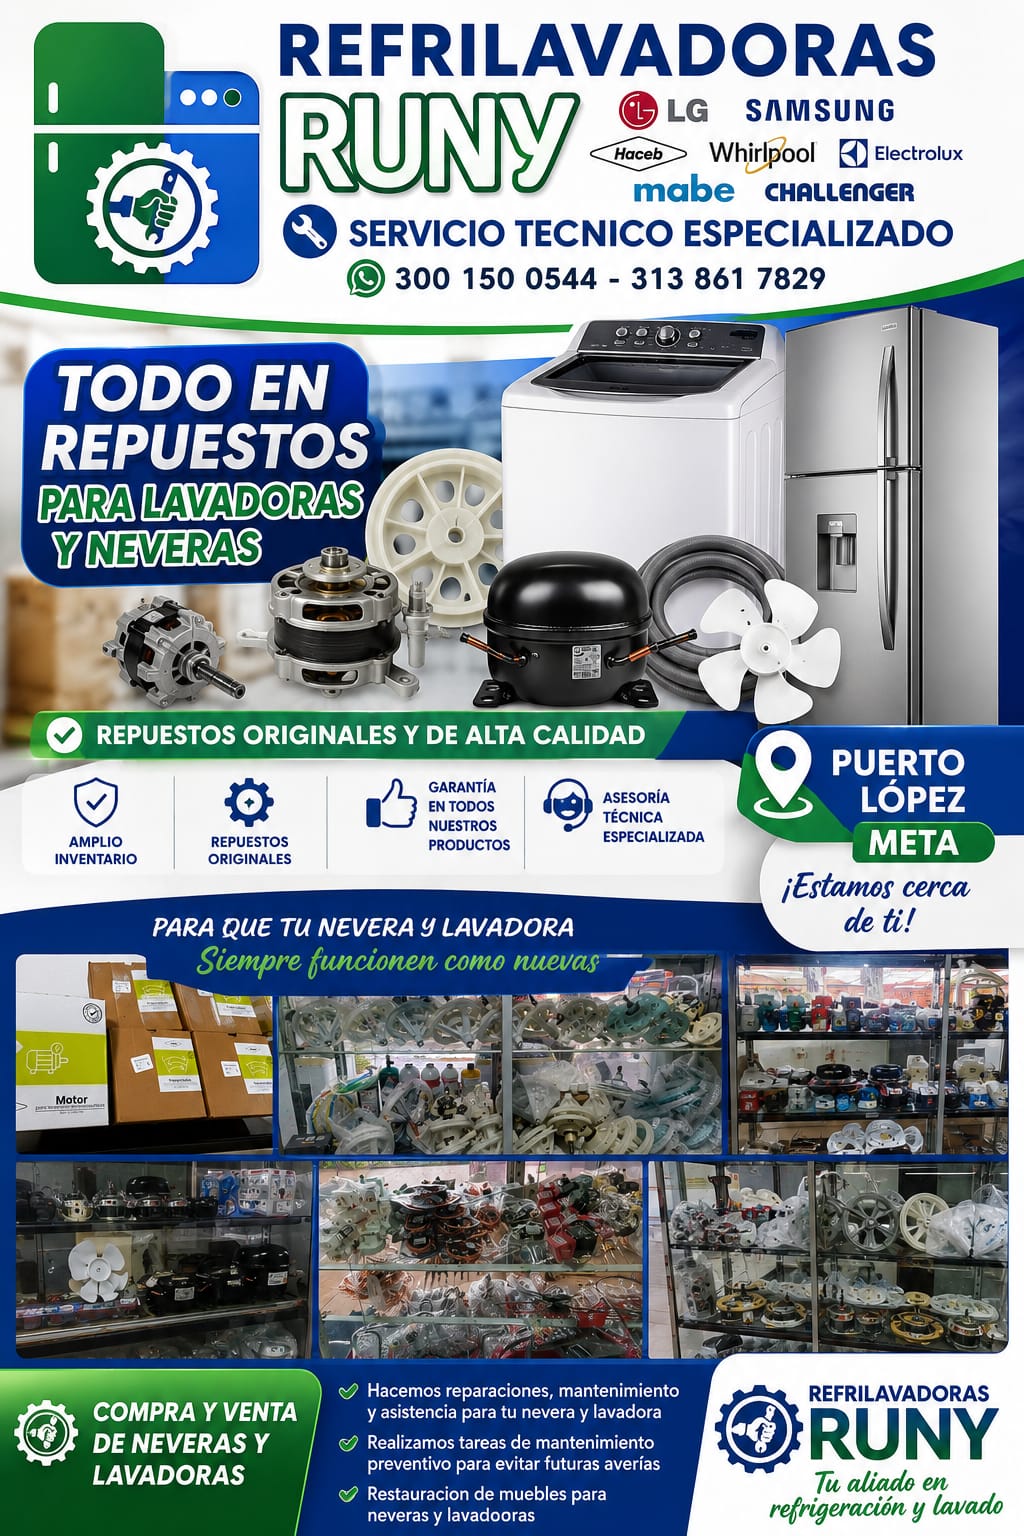 REFRILAVADORAS
RUNY
LG SAMSUNG
Haceb Whirlpool Electrolux
mabe CHALLENGER
SERVICIO TECNICO ESPECIALIZADO
300 150 0544 - 313 861 7829
TODO EN
REPUESTOS
PARA LAVADORAS
Y NEVERAS
REPUESTOS ORIGINALES Y DE ALTA CALIDAD
AMPLIO
INVENTARIO
REPUESTOS
ORIGINALES
GARANTÍA
EN TODOS
NUESTROS
PRODUCTOS
ASESORÍA
TÉCNICA
ESPECIALIZADA
PUERTO
LÓPEZ
META
¡Estamos cerca
de ti!
PARA QUE TU NEVERA Y LAVADORA
Siempre funcionen como nuevas
Motor
COMPRA Y VENTA
DE NEVERAS Y
LAVADORAS
Hacemos reparaciones, mantenimiento
y asistencia para tu nevera y lavadora
Realizamos tareas de mantenimiento
preventivo para evitar futuras averías
Restauracion de muebles para
neveras y lavadooras
REFRILAVADORAS
RUNY
Tu aliado en
refrigeración y lavado